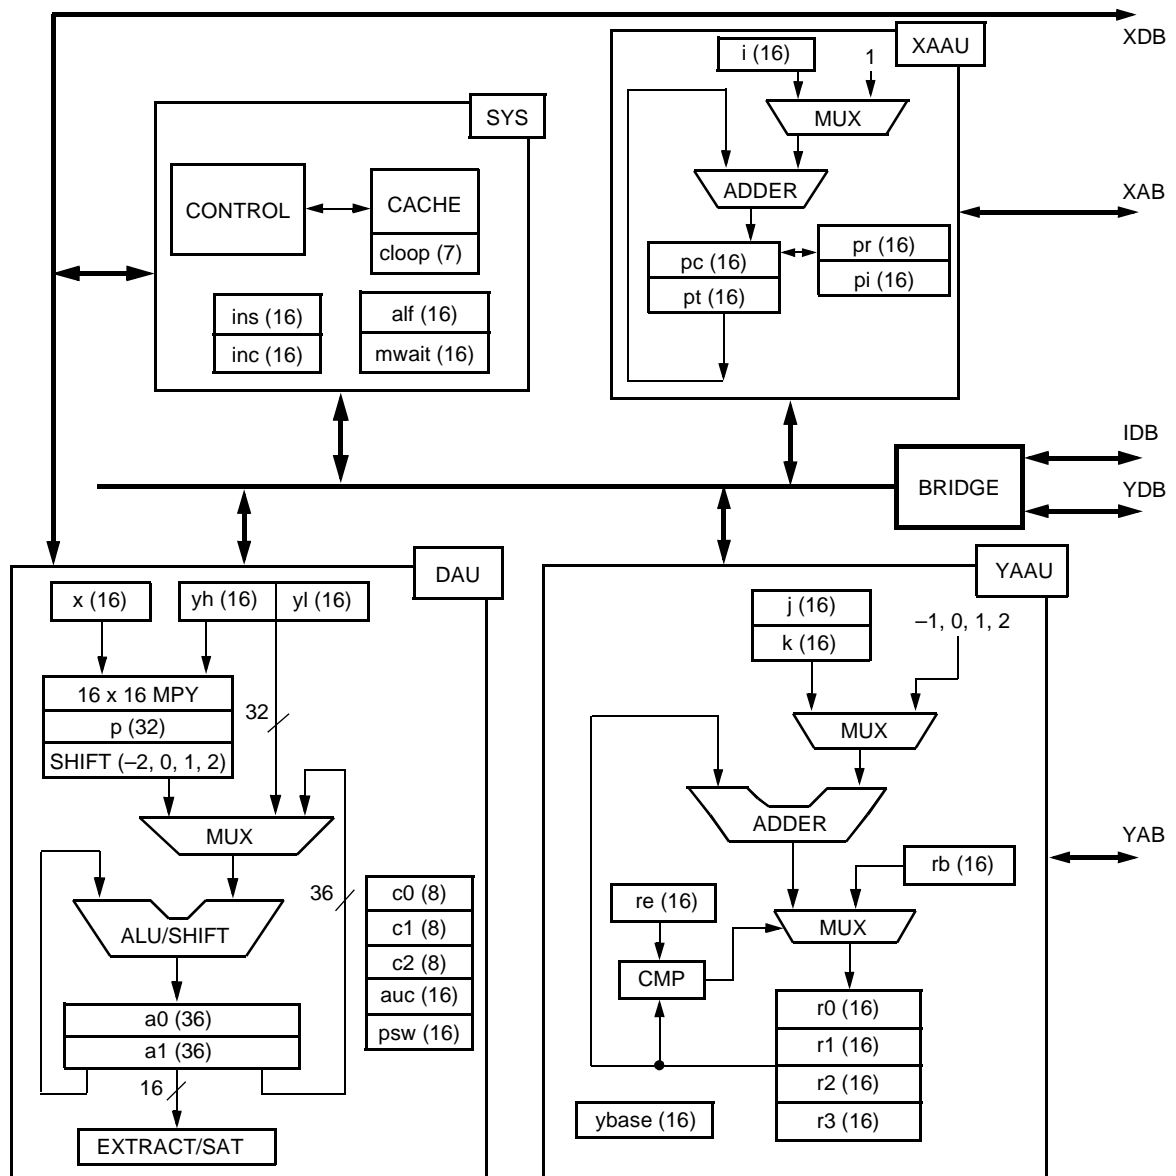 XDB
XAAU
i (16)
1
MUX
SYS
ADDER
XAB
CONTROL
CACHE
cloop (7)
pc (16)
pt (16)
pr (16)
pi (16)
ins (16)
inc (16)
alf (16)
mwait (16)
IDB
BRIDGE
YDB
DAU
x (16)
yh (16)
yl (16)
16 x 16 MPY
p (32)
SHIFT (–2, 0, 1, 2)
32
MUX
36
ALU/SHIFT
c0 (8)
c1 (8)
c2 (8)
auc (16)
psw (16)
a0 (36)
a1 (36)
16
EXTRACT/SAT
YAAU
j (16)
k (16)
–1, 0, 1, 2
MUX
ADDER
YAB
rb (16)
re (16)
MUX
CMP
r0 (16)
r1 (16)
r2 (16)
r3 (16)
ybase (16)